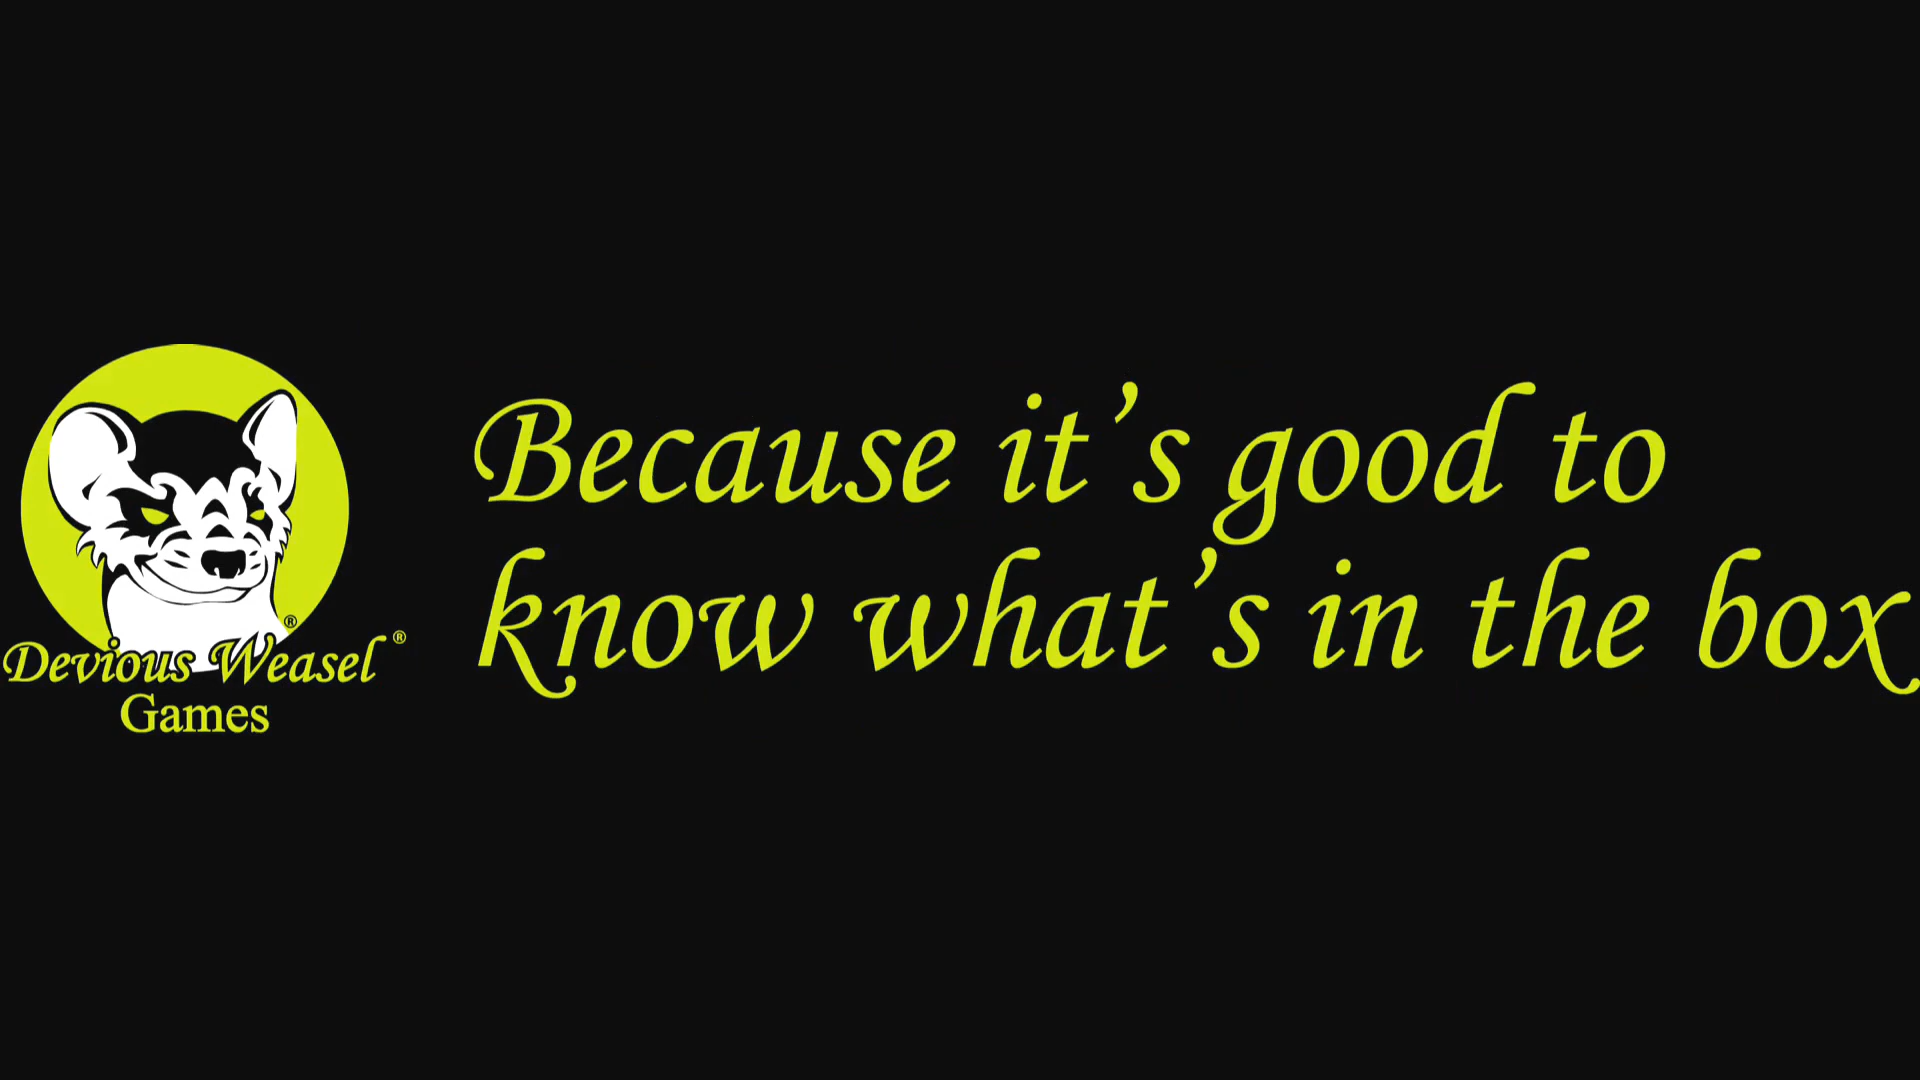 Because it’s good to
know what’s in the box
®
Devious Weasel ®
Games